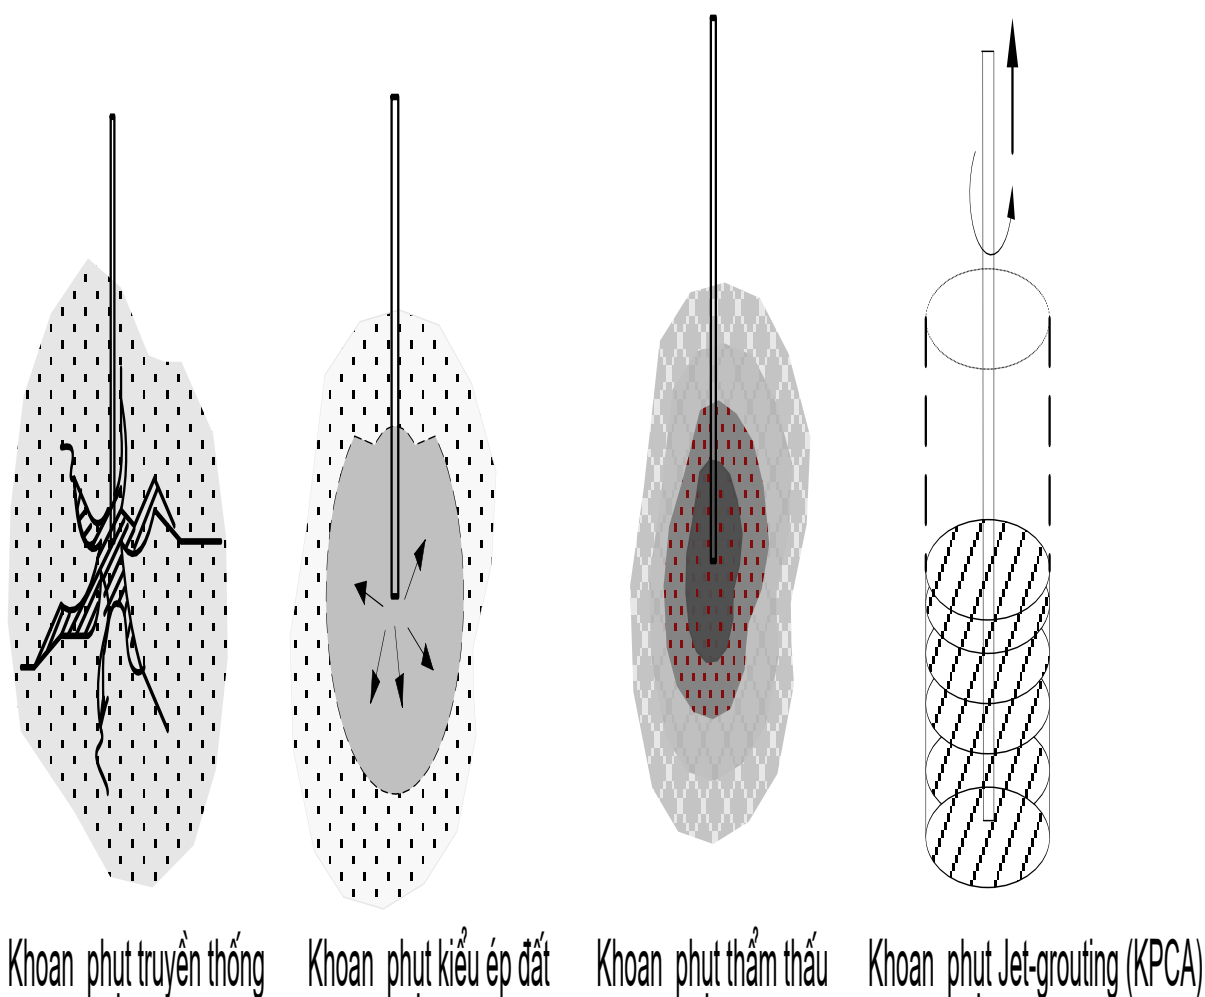 Khoan phụt truyền thống
Khoan phụt kiểu ép đất
Khoan phụt thẩm thấu
Khoan phụt Jet-grouting (KPCA)